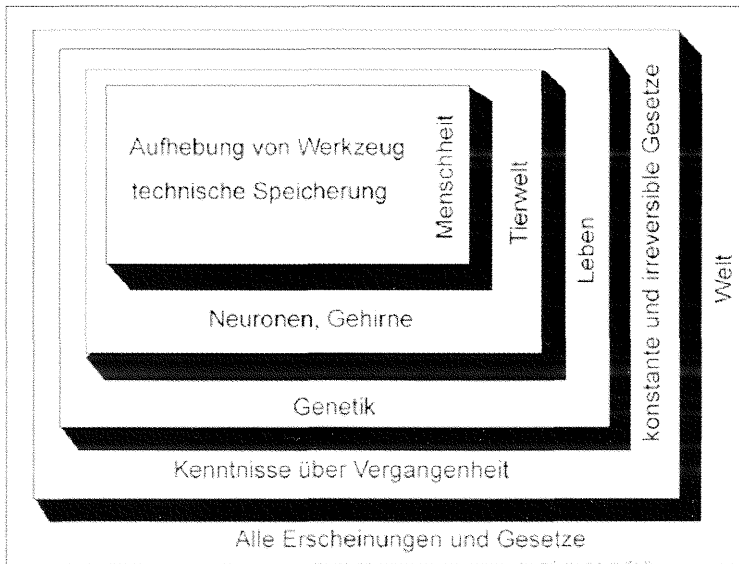 Aufhebung von Werkzeug
technische Speicherung
Menschheit
Neuronen, Gehirne
Tierwelt
Genetik
Leben
Kenntnisse über Vergangenheit
konstante und irreversible Gesetze
Alle Erscheinungen und Gesetze
Welt